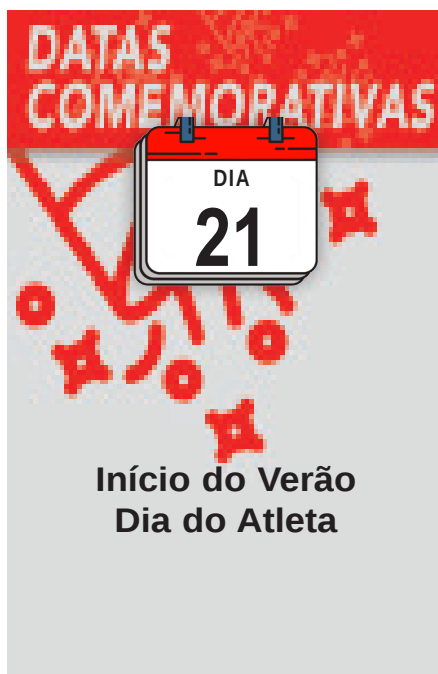 DATAS
COMEMORATIVAS
DIA
21
Início do Verão
Dia do Atleta